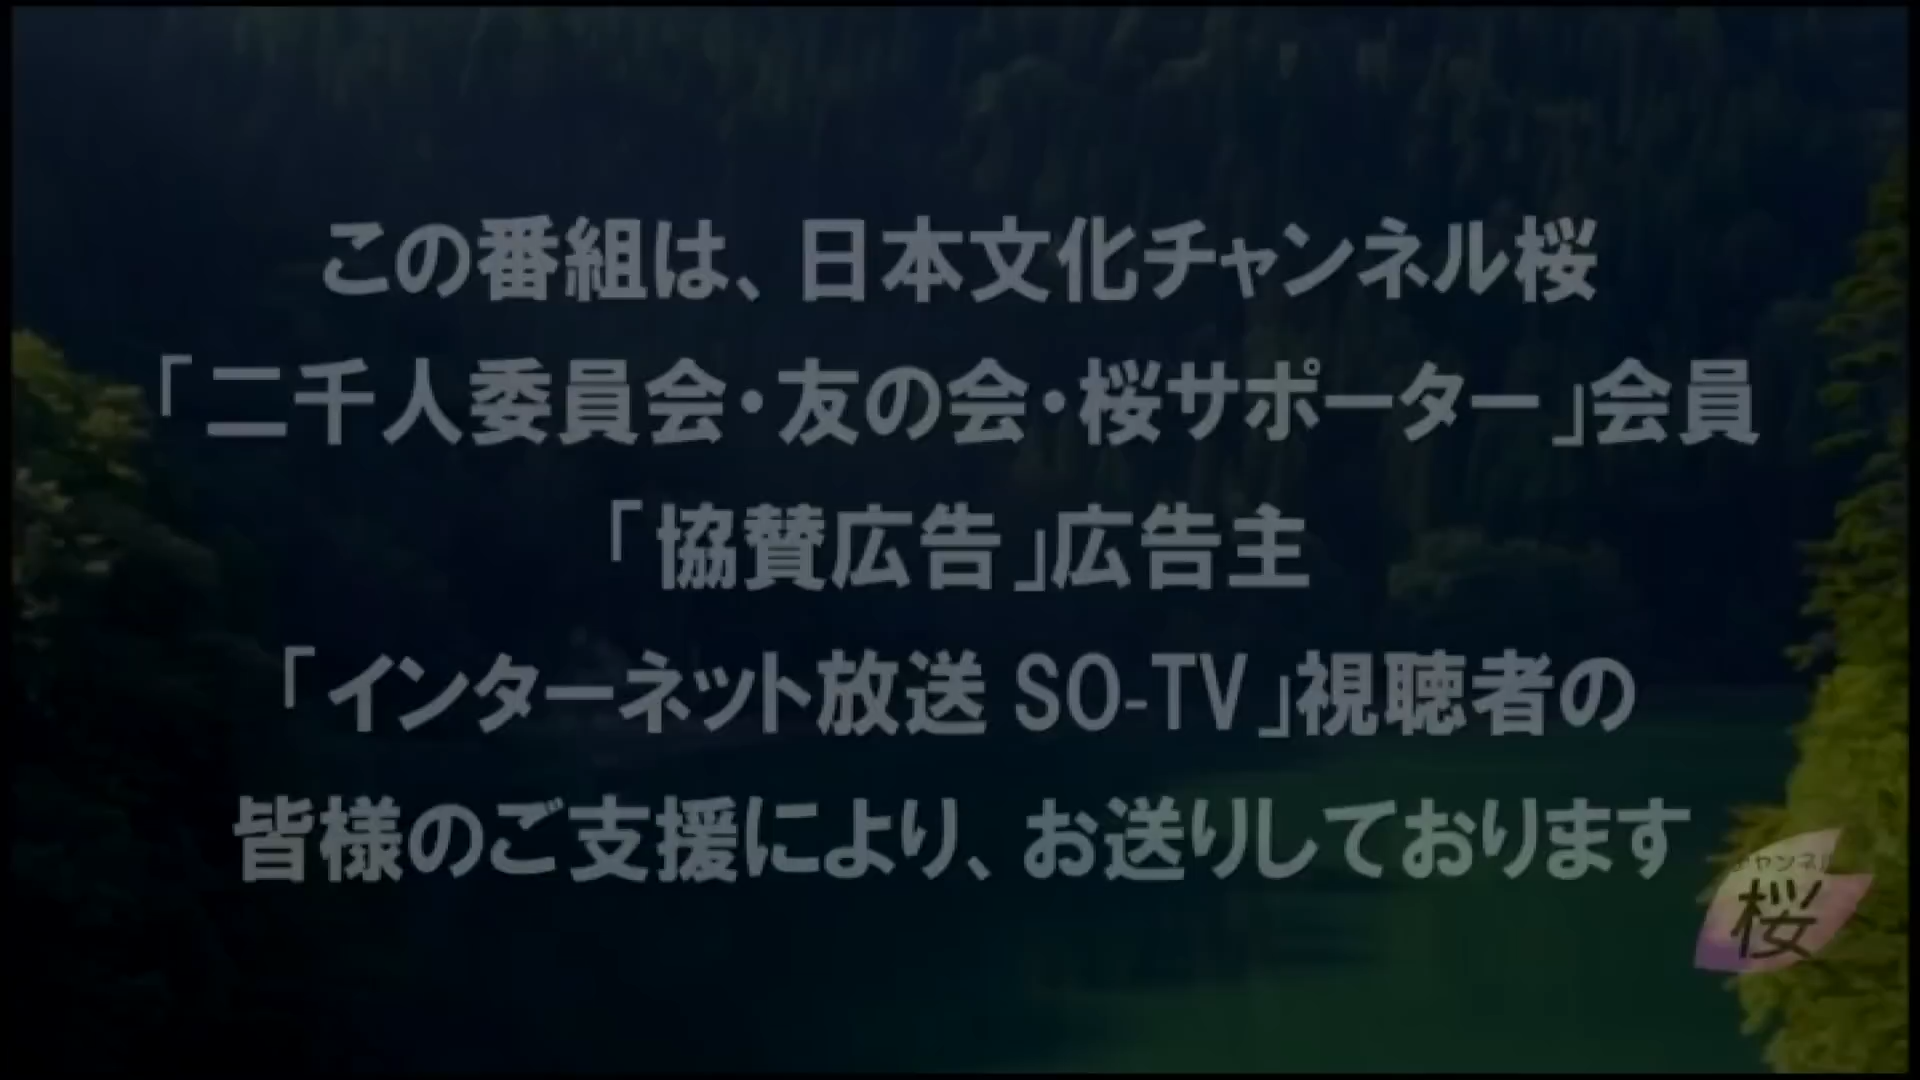 この番組は、日本文化チャンネル桜
「二千人委員会・友の会・桜サポーター」会員
「協賛広告」広告主
「インターネット放送 SO-TV」視聴者の
皆様のご支援により、お送りしております
チャンネル
桜